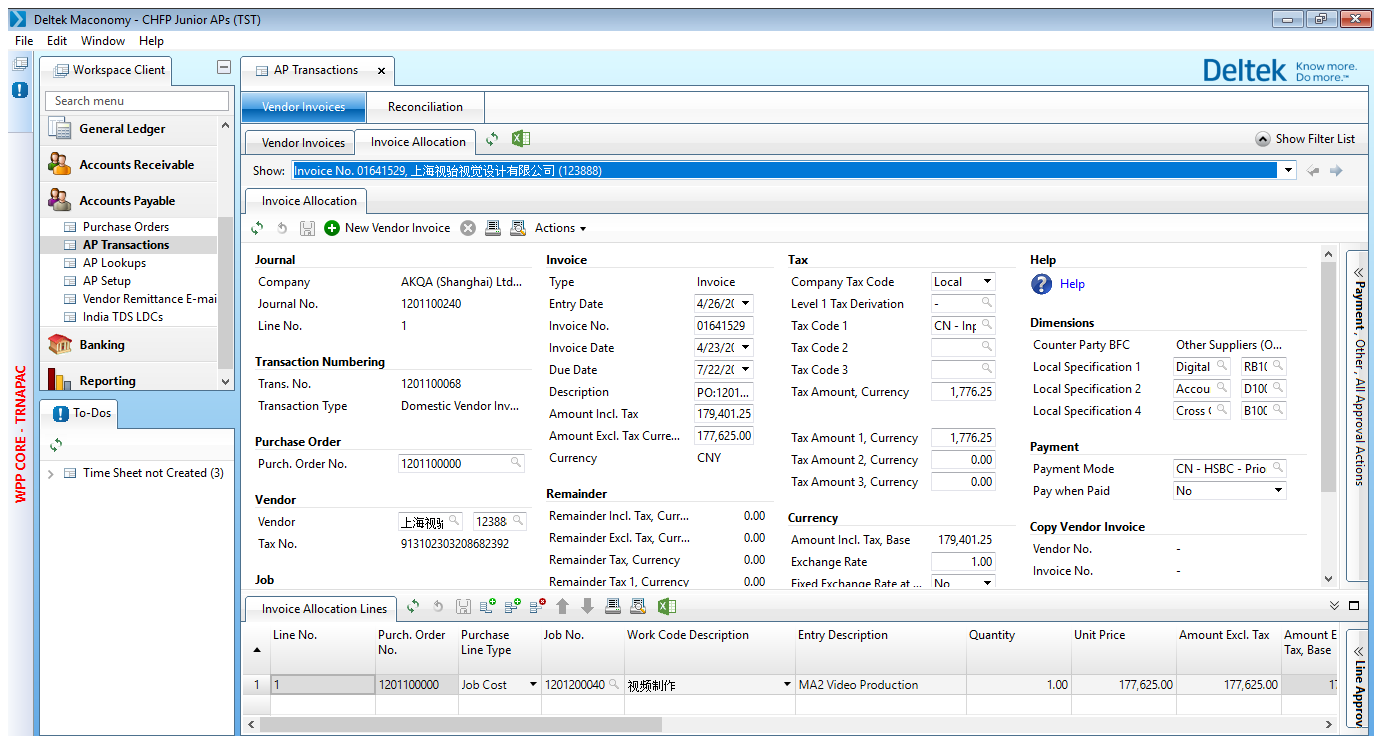 Deltek Maconomy - CHFP Junior APs (TST)
File Edit Window Help
Workspace Client
Search menu
General Ledger
Accounts Receivable
Accounts Payable
Purchase Orders
AP Transactions
AP Lookups
AP Setup
Vendor Remittance E-mai
India TDS LDCs
Banking
Reporting
WPP CORE - TRNAPAC
To-Dos
Time Sheet not Created (3)
AP Transactions
Deltek Know more. Do more.™
Vendor Invoices Reconciliation
Vendor Invoices Invoice Allocation Show Filter List
Show: Invoice No. 01641529, 上海视骀视觉设计有限公司 (123888)
Invoice Allocation
New Vendor Invoice Actions
Journal
Company AKQA (Shanghai) Ltd...
Journal No. 1201100240
Line No. 1
Transaction Numbering
Trans. No. 1201100068
Transaction Type Domestic Vendor Inv...
Purchase Order
Purch. Order No. 1201100000
Vendor
Vendor 上海视 12388
Tax No. 913102303208682392
Job
Invoice
Type Invoice
Entry Date 4/26/2
Invoice No. 01641529
Invoice Date 4/23/2
Due Date 7/22/2
Description PO:1201...
Amount Incl. Tax 179,401.25
Amount Excl. Tax Curre... 177,625.00
Currency CNY
Remainder
Remainder Incl. Tax, Curr... 0.00
Remainder Excl. Tax, Curr... 0.00
Remainder Tax, Currency 0.00
Remainder Tax 1, Currency 0.00
Tax
Company Tax Code Local
Level 1 Tax Derivation -
Tax Code 1 CN - Inp
Tax Code 2
Tax Code 3
Tax Amount, Currency 1,776.25
Tax Amount 1, Currency 1,776.25
Tax Amount 2, Currency 0.00
Tax Amount 3, Currency 0.00
Currency
Amount Incl. Tax, Base 179,401.25
Exchange Rate 1.00
Fixed Exchange Rate at ... No
Help
Help
Dimensions
Counter Party BFC Other Suppliers (O...
Local Specification 1 Digital RB10
Local Specification 2 Accou D100
Local Specification 4 Cross B100
Payment
Payment Mode CN - HSBC - Prio
Pay when Paid No
Copy Vendor Invoice
Vendor No. -
Invoice No. -
Payment , Other , All Approval Actions
Invoice Allocation Lines
Line No. Purch. Order No. Purchase Line Type Job No. Work Code Description Entry Description Quantity Unit Price Amount Excl. Tax Amount E Tax, Base
1 1 1201100000 Job Cost 1201200040 视频制作 MA2 Video Production 1.00 177,625.00 177,625.00 17
Line Approv